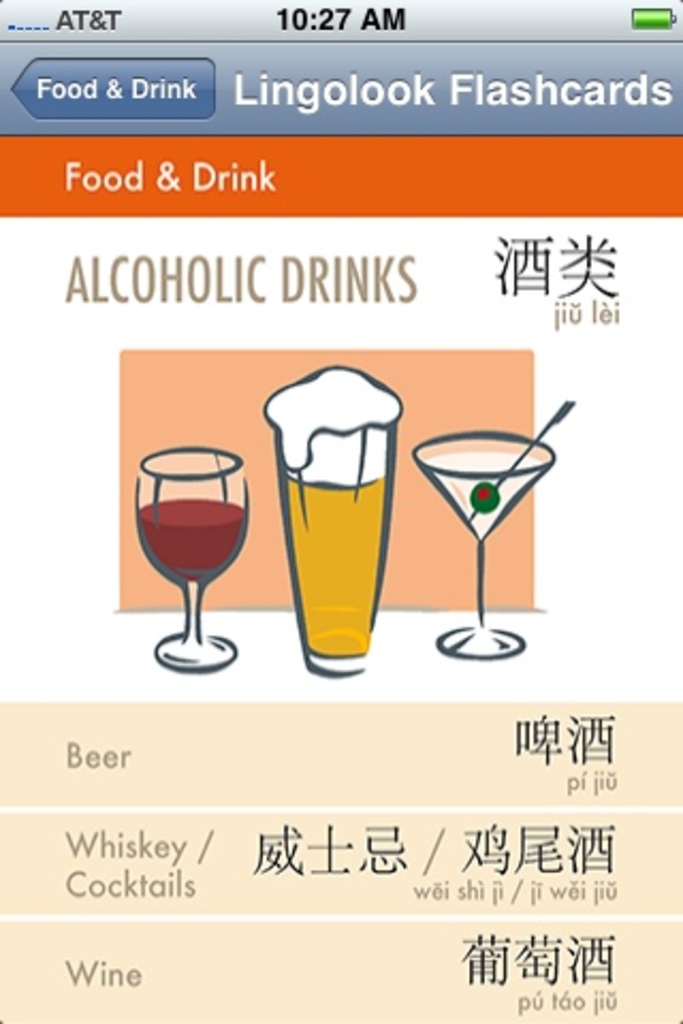 AT&T 10:27 AM
Food & Drink Lingolook Flashcards
Food & Drink
ALCOHOLIC DRINKS 酒类
jiǔ lèi
Beer 啤酒
pí jiǔ
Whiskey / 威士忌 / 鸡尾酒
Cocktails wēi shì jì / jī wěi jiǔ
Wine 葡萄酒
pú táo jiǔ